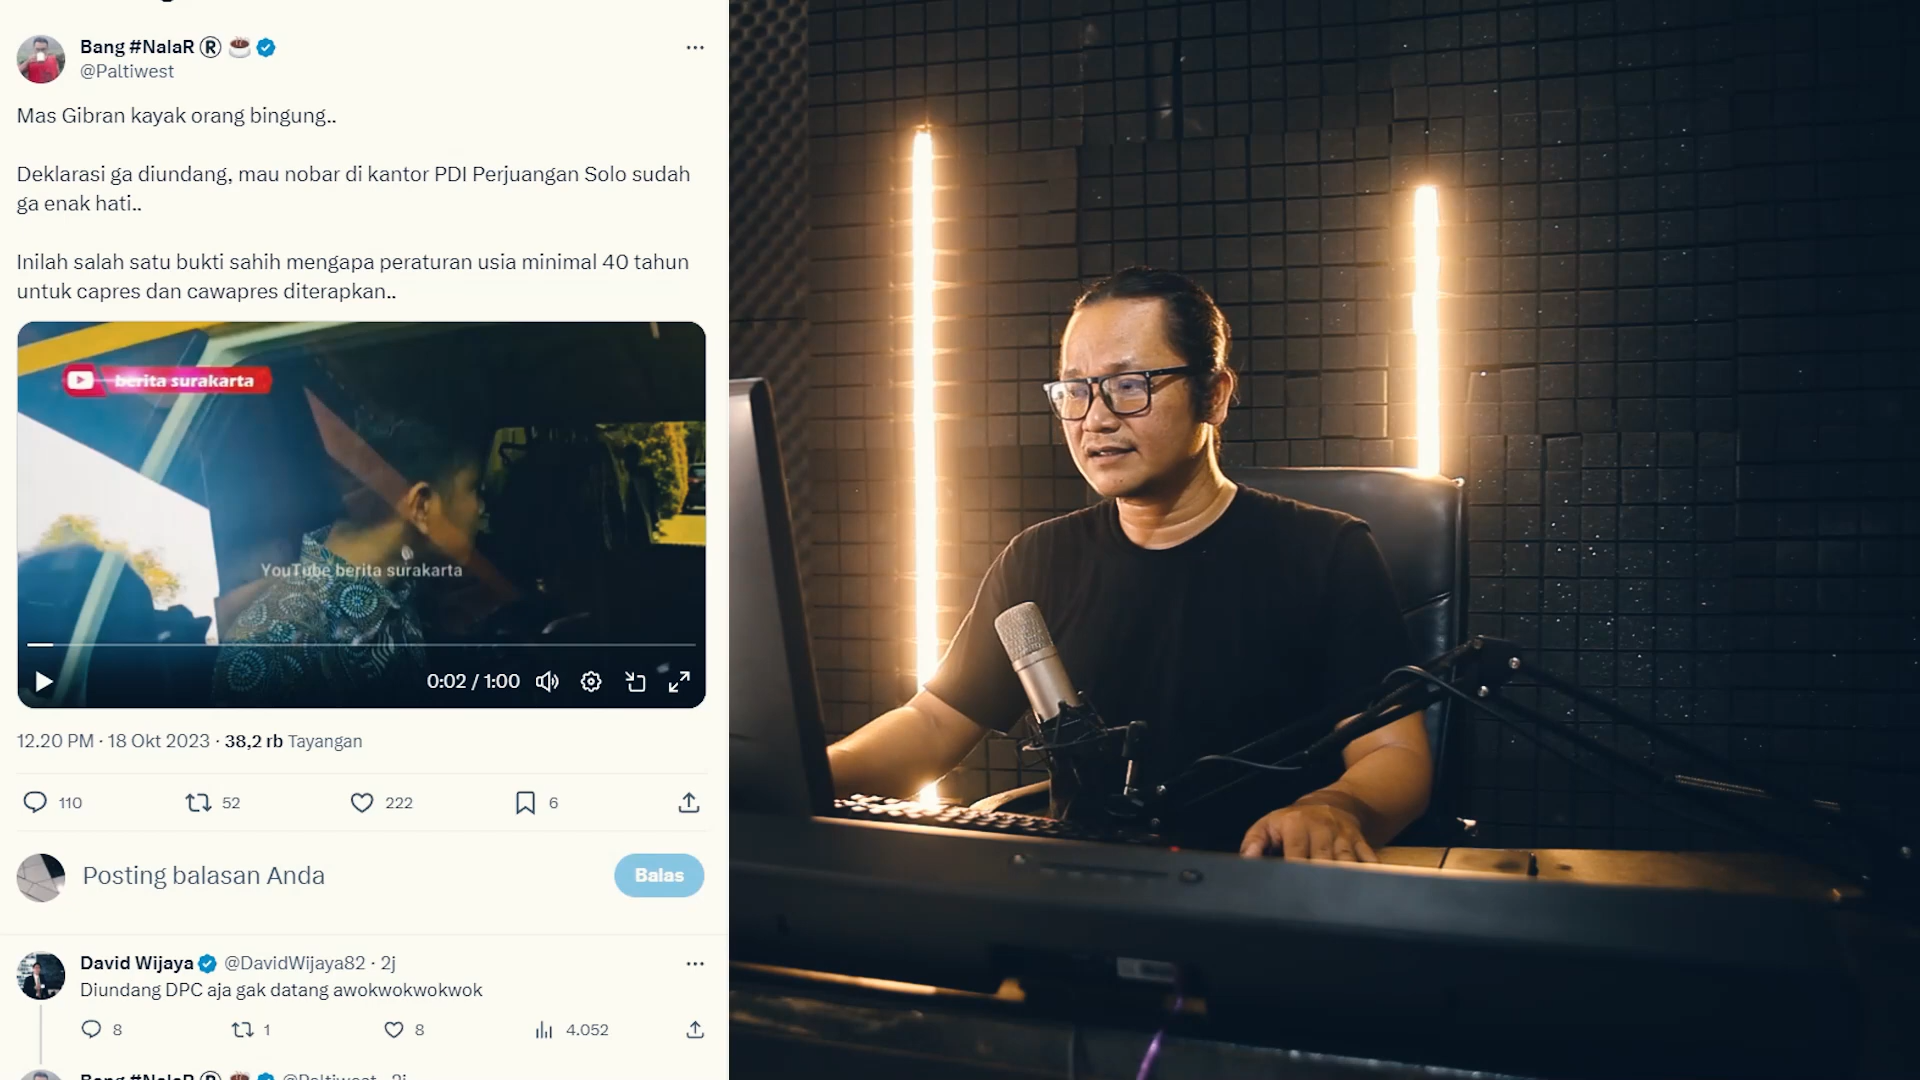 Bang #NalaR Ⓡ ☕
@Paltiwest
Mas Gibran kayak orang bingung..
Deklarasi ga diundang, mau nobar di kantor PDI Perjuangan Solo sudah
ga enak hati..
Inilah salah satu bukti sahih mengapa peraturan usia minimal 40 tahun
untuk capres dan cawapres diterapkan..
berita surakarta
YouTube berita surakarta
0:02 / 1:00
12.20 PM · 18 Okt 2023 · 38,2 rb Tayangan
110 52 222 6
Posting balasan Anda
Balas
David Wijaya @DavidWijaya82 · 2j
Diundang DPC aja gak datang awokwokwokwok
8 1 8 4.052
Bang #NalaR Ⓡ ☕ @Paltiwest · 2j